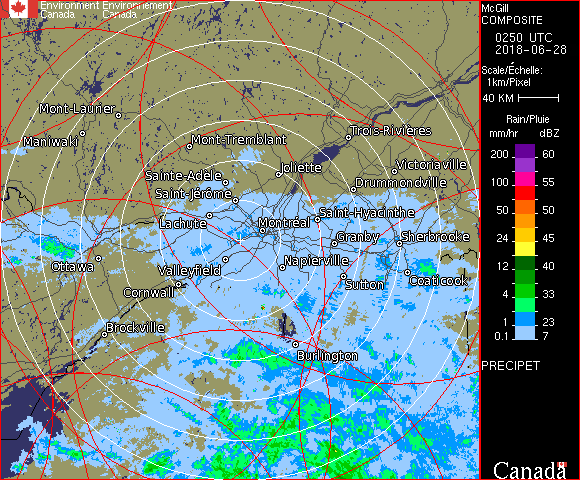 Environment Environnement
Canada Canada
McGill
COMPOSITE
0250 UTC
2018-06-28
Scale/Échelle:
1km/Pixel
40 KM
Rain/Pluie
mm/hr dBZ
200 60
100 55
50 50
24 45
12 40
4 33
1 23
0.1 7
PRECIPET
Canada
Mont-Laurier
Maniwaki
Mont-Tremblant
Trois-Rivières
Sainte-Adèle
Joliette
Victoriaville
Saint-Jérôme
Drummondville
Lachute
Montréal
Saint-Hyacinthe
Granby
Sherbrooke
Ottawa
Valleyfield
Napierville
Cornwall
Sutton
Coaticook
Brockville
Burlington